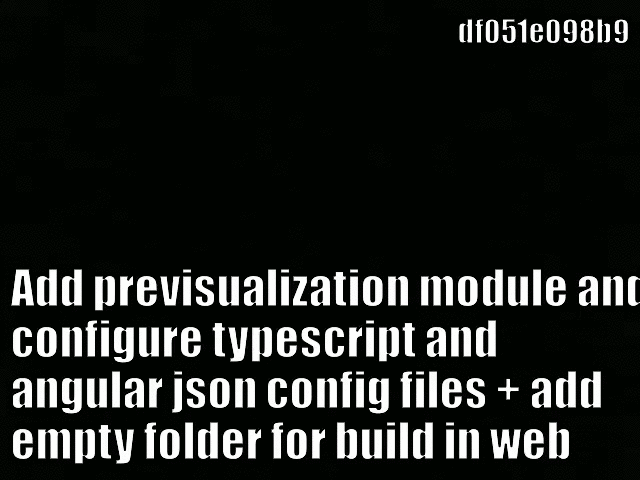 df051e098b9
Add previsualization module and
configure typescript and
angular json config files + add
empty folder for build in web